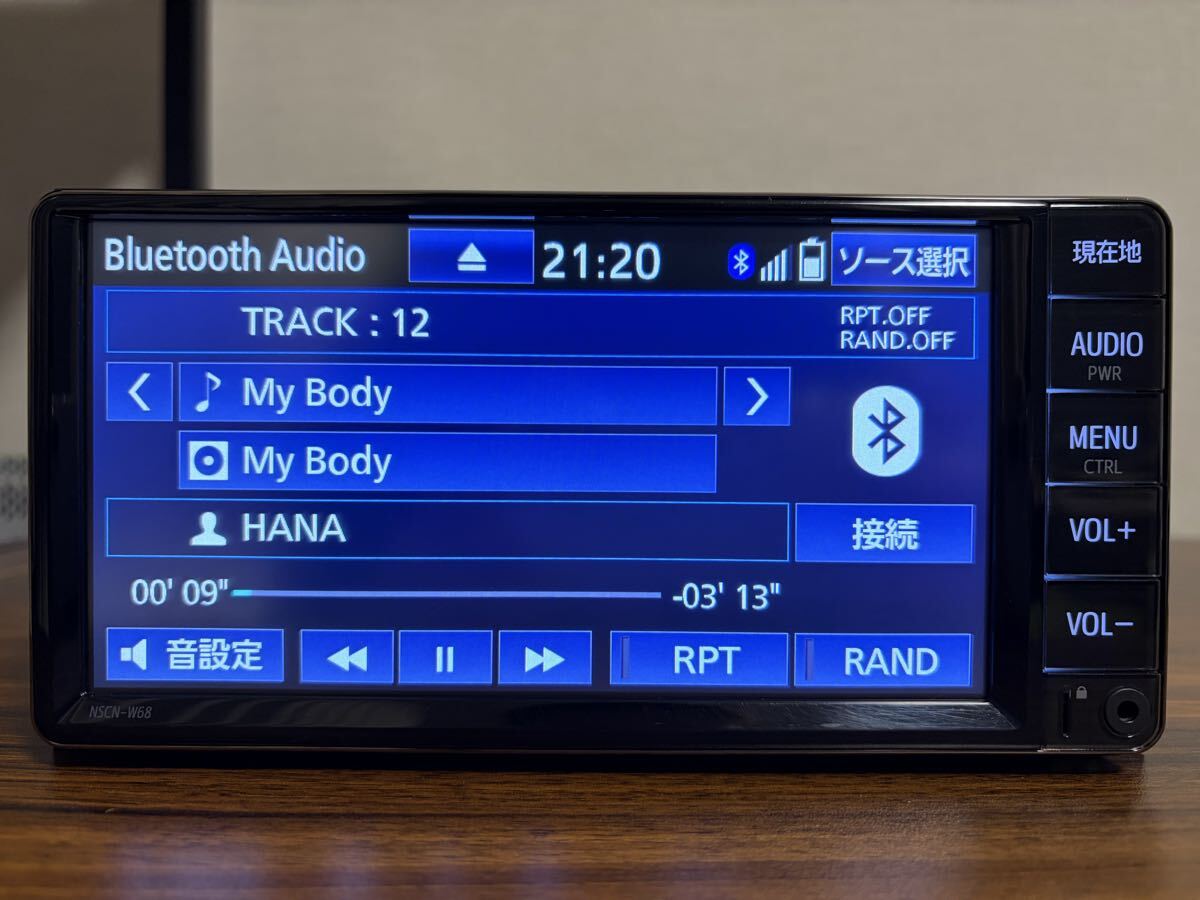 Bluetooth Audio
21:20
ソース選択
TRACK : 12
RPT.OFF
RAND.OFF
My Body
My Body
HANA
接続
00' 09"
-03' 13"
音設定
RPT
RAND
現在地
AUDIO
PWR
MENU
CTRL
VOL+
VOL−
NSCN-W68